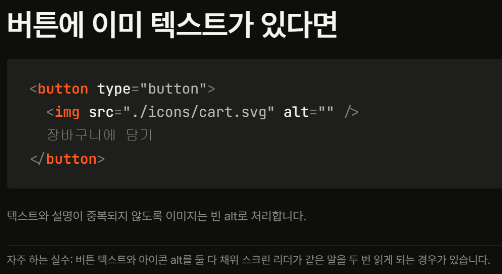 버튼에 이미 텍스트가 있다면
<button type="button">
<img src="./icons/cart.svg" alt="" />
장바구니에 담기
</button>
텍스트와 설명이 중복되지 않도록 이미지는 빈 alt로 처리합니다.
자주 하는 실수: 버튼 텍스트와 아이콘 alt를 둘 다 채워 스크린 리더가 같은 말을 두 번 읽게 되는 경우가 있습니다.